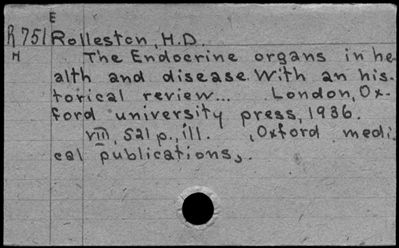 E
R751 Rolleston, H.D.
H The Endocrine organs in he-
alth and disease. With an his-
torical review... London, Ox-
ford university press, 1936.
VIII, 521 p., ill. , Oxford medi-
cal publications,.